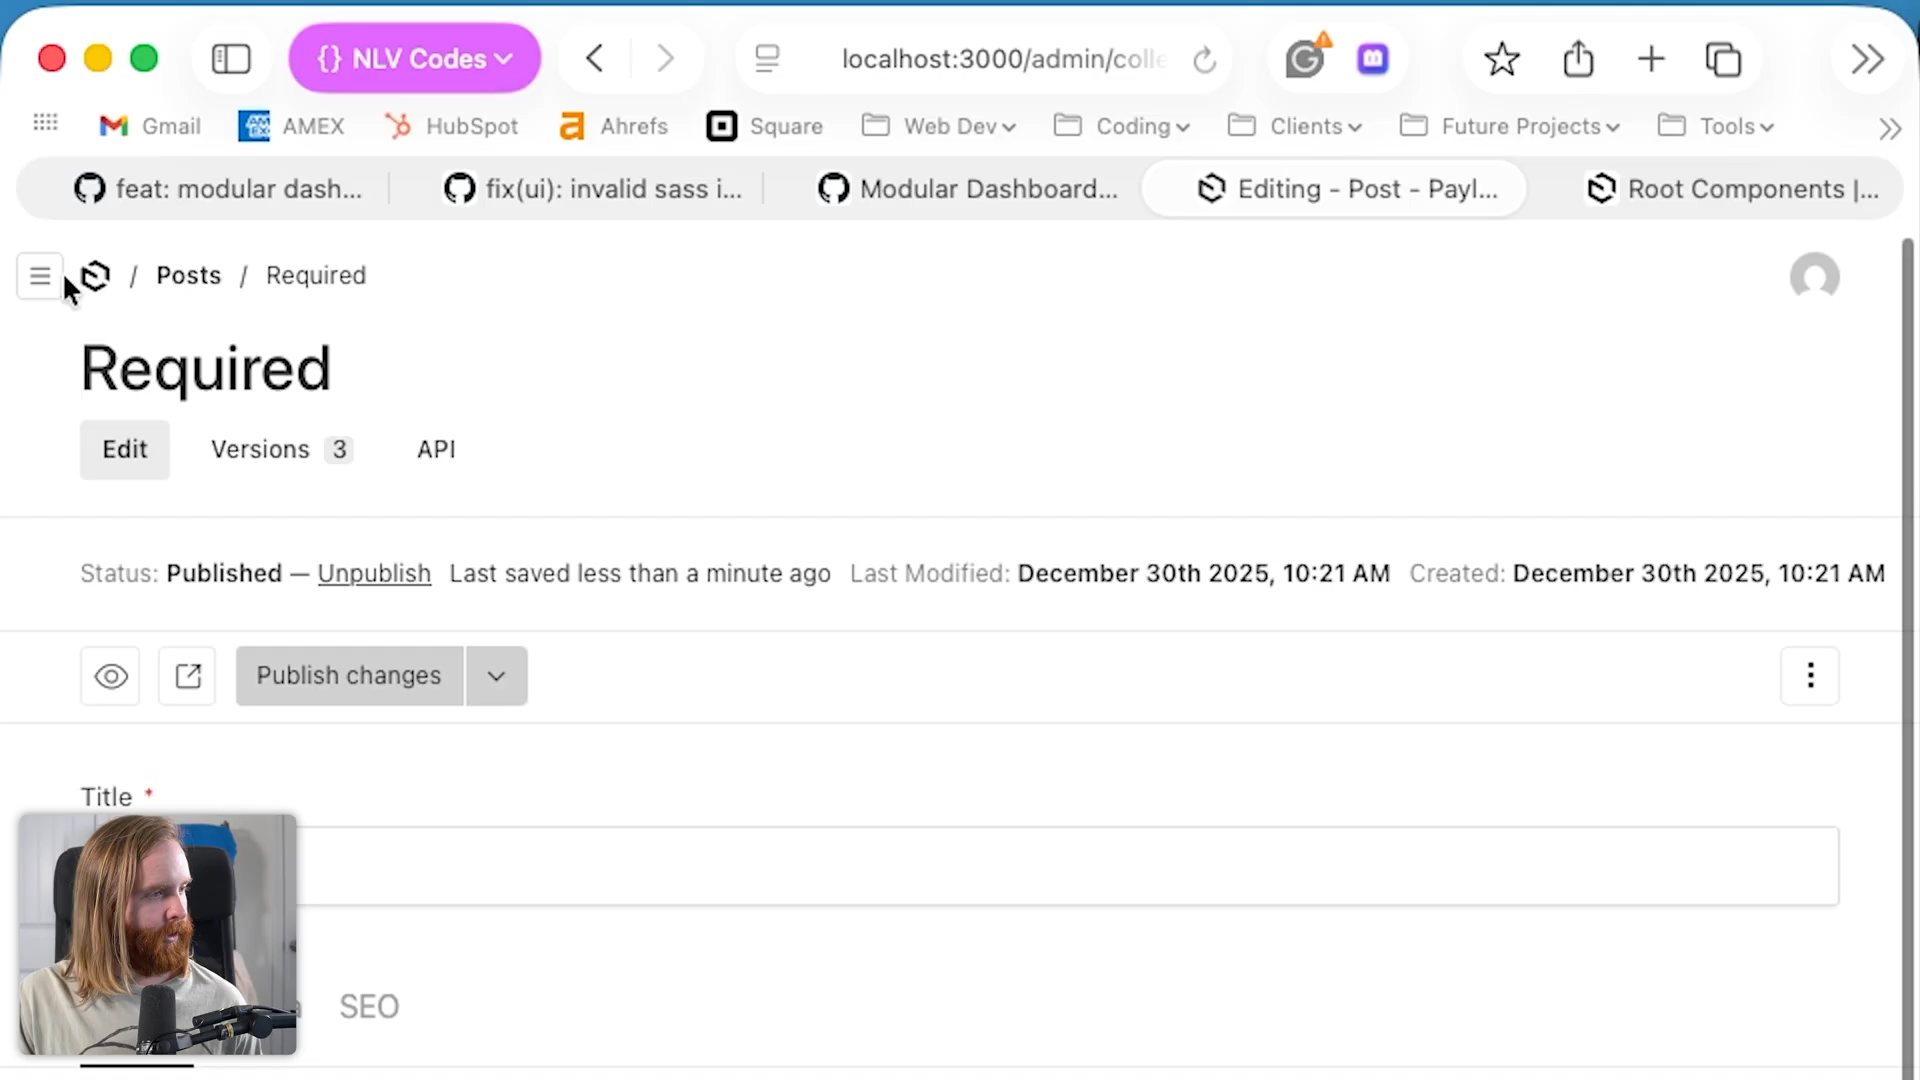 {} NLV Codes
localhost:3000/admin/colle
Gmail
AMEX
HubSpot
Ahrefs
Square
Web Dev
Coding
Clients
Future Projects
Tools
feat: modular dash...
fix(ui): invalid sass i...
Modular Dashboard...
Editing - Post - Payl...
Root Components |...
/ Posts / Required
Required
Edit
Versions 3
API
Status: Published — Unpublish Last saved less than a minute ago Last Modified: December 30th 2025, 10:21 AM Created: December 30th 2025, 10:21 AM
Publish changes
Title *
SEO